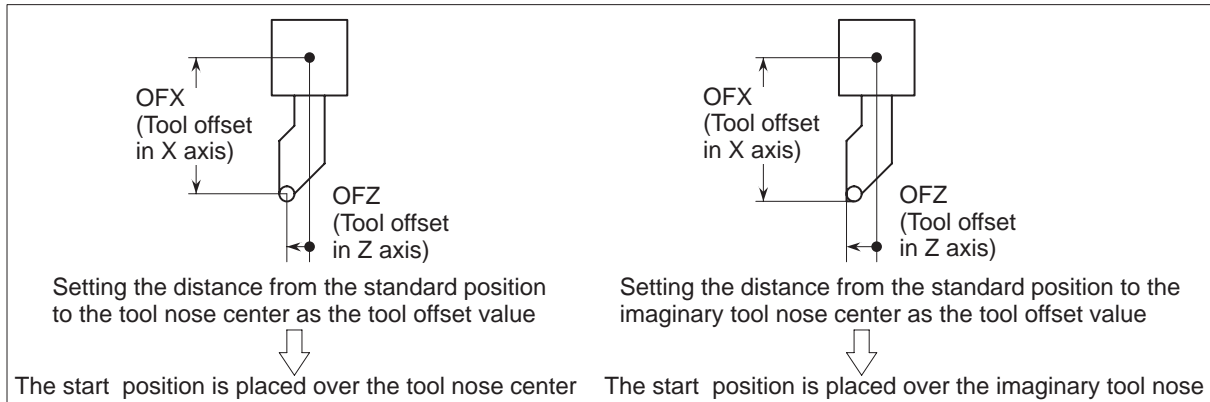 OFX
(Tool offset
in X axis)
OFZ
(Tool offset
in Z axis)
Setting the distance from the standard position
to the tool nose center as the tool offset value
The start position is placed over the tool nose center
OFX
(Tool offset
in X axis)
OFZ
(Tool offset
in Z axis)
Setting the distance from the standard position to the
imaginary tool nose center as the tool offset value
The start position is placed over the imaginary tool nose